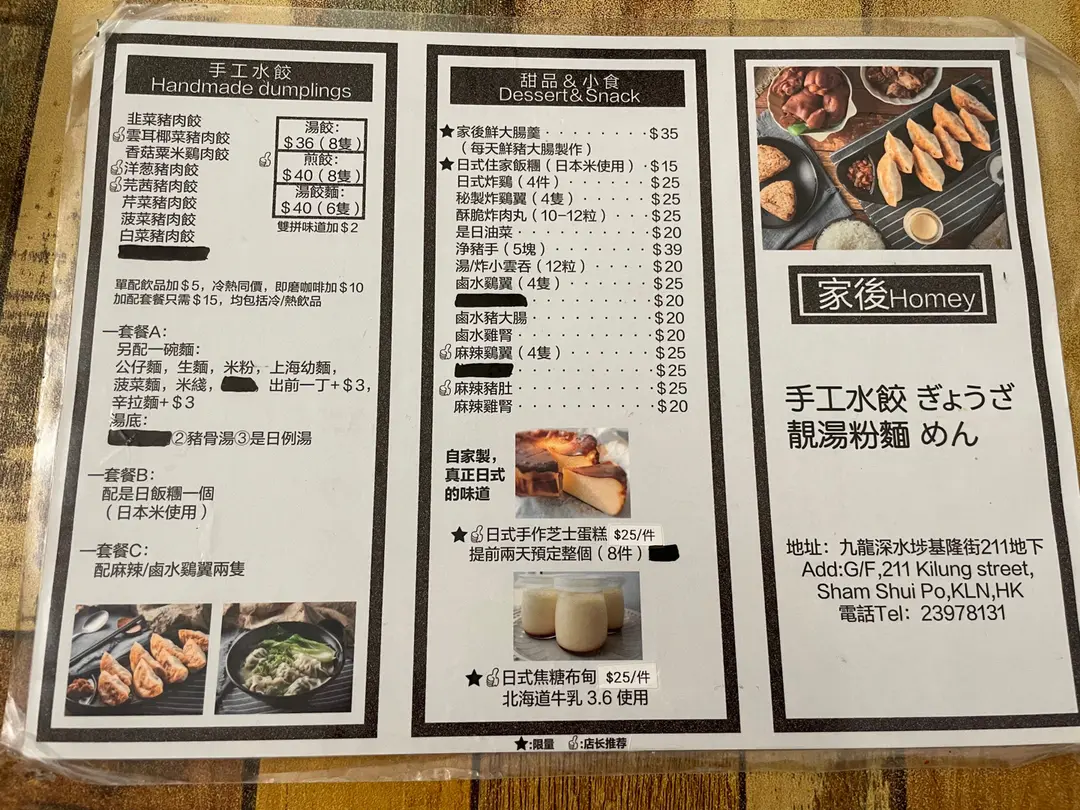 手工水餃
Handmade dumplings
韭菜豬肉餃
雲耳椰菜豬肉餃
香菇粟米鷄肉餃
洋葱豬肉餃
芫茜豬肉餃
芹菜豬肉餃
菠菜豬肉餃
白菜豬肉餃
湯餃：
$36（8隻）
煎餃：
$40（8隻）
湯餃麵：
$40（6隻）
雙拼味道加$2
單配飲品加$5，冷熱同價，即磨咖啡加$10
加配套餐只需$15，均包括冷/熱飲品
一套餐A：
另配一碗麵：
公仔麵，生麵，米粉，上海幼麵，
菠菜麵，米綫， 出前一丁+$3，
辛拉麵+$3
湯底：
②豬骨湯③是日例湯
一套餐B：
配是日飯糰一個
（日本米使用）
一套餐C：
配麻辣/鹵水鷄翼兩隻
甜品&小食
Dessert&Snack
★家後鮮大腸羹 · · · · · · · · $35
（每天鮮豬大腸製作）
★日式住家飯糰（日本米使用） · $15
日式炸鷄（4件） · · · · · · $25
秘製炸鷄翼（4隻） · · · · · $25
酥脆炸肉丸（10-12粒） · · · $25
是日油菜 · · · · · · · · · · $20
浄豬手（5塊） · · · · · · · $39
湯/炸小雲吞（12粒） · · · · $20
鹵水鷄翼（4隻） · · · · · · $25
· · · · · · · · · $20
鹵水豬大腸 · · · · · · · · · $20
鹵水雞腎 · · · · · · · · · · $20
麻辣鷄翼（4隻） · · · · · · $25
· · · · · · · · · · $25
麻辣豬肚 · · · · · · · · · · $25
麻辣雞腎 · · · · · · · · · · $20
自家製，
真正日式
的味道
★日式手作芝士蛋糕 $25/件
提前兩天預定整個（8件）
★日式焦糖布甸 $25/件
北海道牛乳 3.6 使用
★:限量 :店长推荐
家後Homey
手工水餃 ぎょうざ
靚湯粉麵 めん
地址：九龍深水埗基隆街211地下
Add:G/F,211 Kilung street,
Sham Shui Po,KLN,HK
電話Tel：23978131